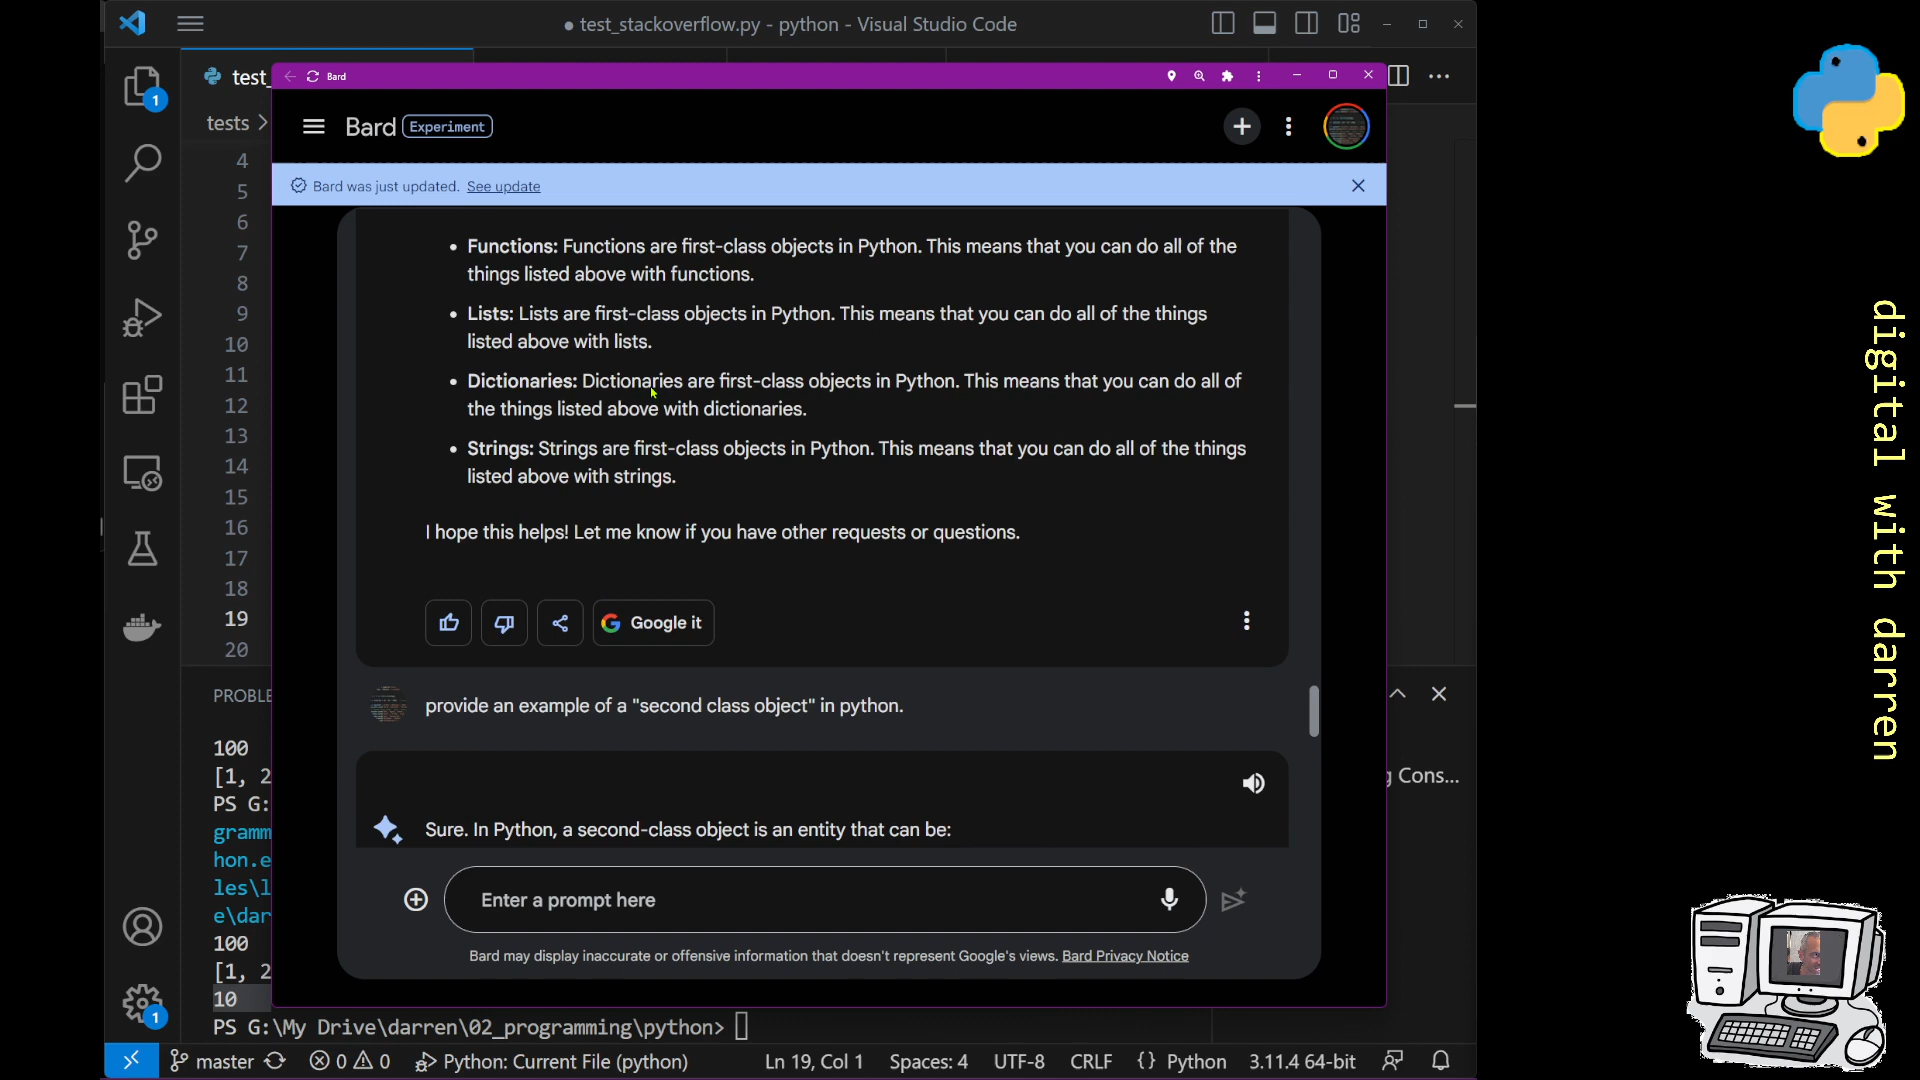 ● test_stackoverflow.py - python - Visual Studio Code
test_
Bard
tests >
Bard Experiment
Bard was just updated. See update
4
5
6
7
8
9
10
11
12
13
14
15
16
17
18
19
20
• Functions: Functions are first-class objects in Python. This means that you can do all of the
things listed above with functions.
• Lists: Lists are first-class objects in Python. This means that you can do all of the things
listed above with lists.
• Dictionaries: Dictionaries are first-class objects in Python. This means that you can do all of
the things listed above with dictionaries.
• Strings: Strings are first-class objects in Python. This means that you can do all of the things
listed above with strings.
I hope this helps! Let me know if you have other requests or questions.
Google it
provide an example of a "second class object" in python.
Sure. In Python, a second-class object is an entity that can be:
Enter a prompt here
Bard may display inaccurate or offensive information that doesn't represent Google's views. Bard Privacy Notice
PROBLE
100
[1, 2
PS G:
gramm
hon.e
les\l
e\dar
100
[1, 2
10
PS G:\My Drive\darren\02_programming\python>
g Cons...
1
1
master
0
0
Python: Current File (python)
Ln 19, Col 1
Spaces: 4
UTF-8
CRLF
{ } Python
3.11.4 64-bit
digital with darren